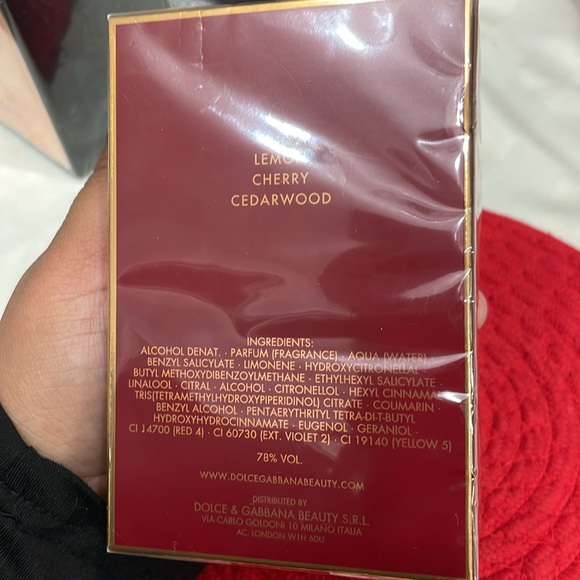 LEMON
CHERRY
CEDARWOOD
INGREDIENTS:
ALCOHOL DENAT. · PARFUM (FRAGRANCE) · AQUA (WATER) ·
BENZYL SALICYLATE · LIMONENE · HYDROXYCITRONELLAL ·
BUTYL METHOXYDIBENZOYLMETHANE · ETHYLHEXYL SALICYLATE ·
LINALOOL · CITRAL · ALCOHOL · CITRONELLOL · HEXYL CINNAMAL ·
TRIS(TETRAMETHYLHYDROXYPIPERIDINOL) CITRATE · COUMARIN ·
BENZYL ALCOHOL · PENTAERYTHRITYL TETRA-DI-T-BUTYL
HYDROXYHYDROCINNAMATE · EUGENOL · GERANIOL ·
CI 14700 (RED 4) · CI 60730 (EXT. VIOLET 2) · CI 19140 (YELLOW 5)
78% VOL.
WWW.DOLCEGABBANABEAUTY.COM
DISTRIBUTED BY
DOLCE & GABBANA BEAUTY S.R.L.
VIA CARLO GOLDONI 10 MILANO ITALIA
AC. LONDON W1H 6DU